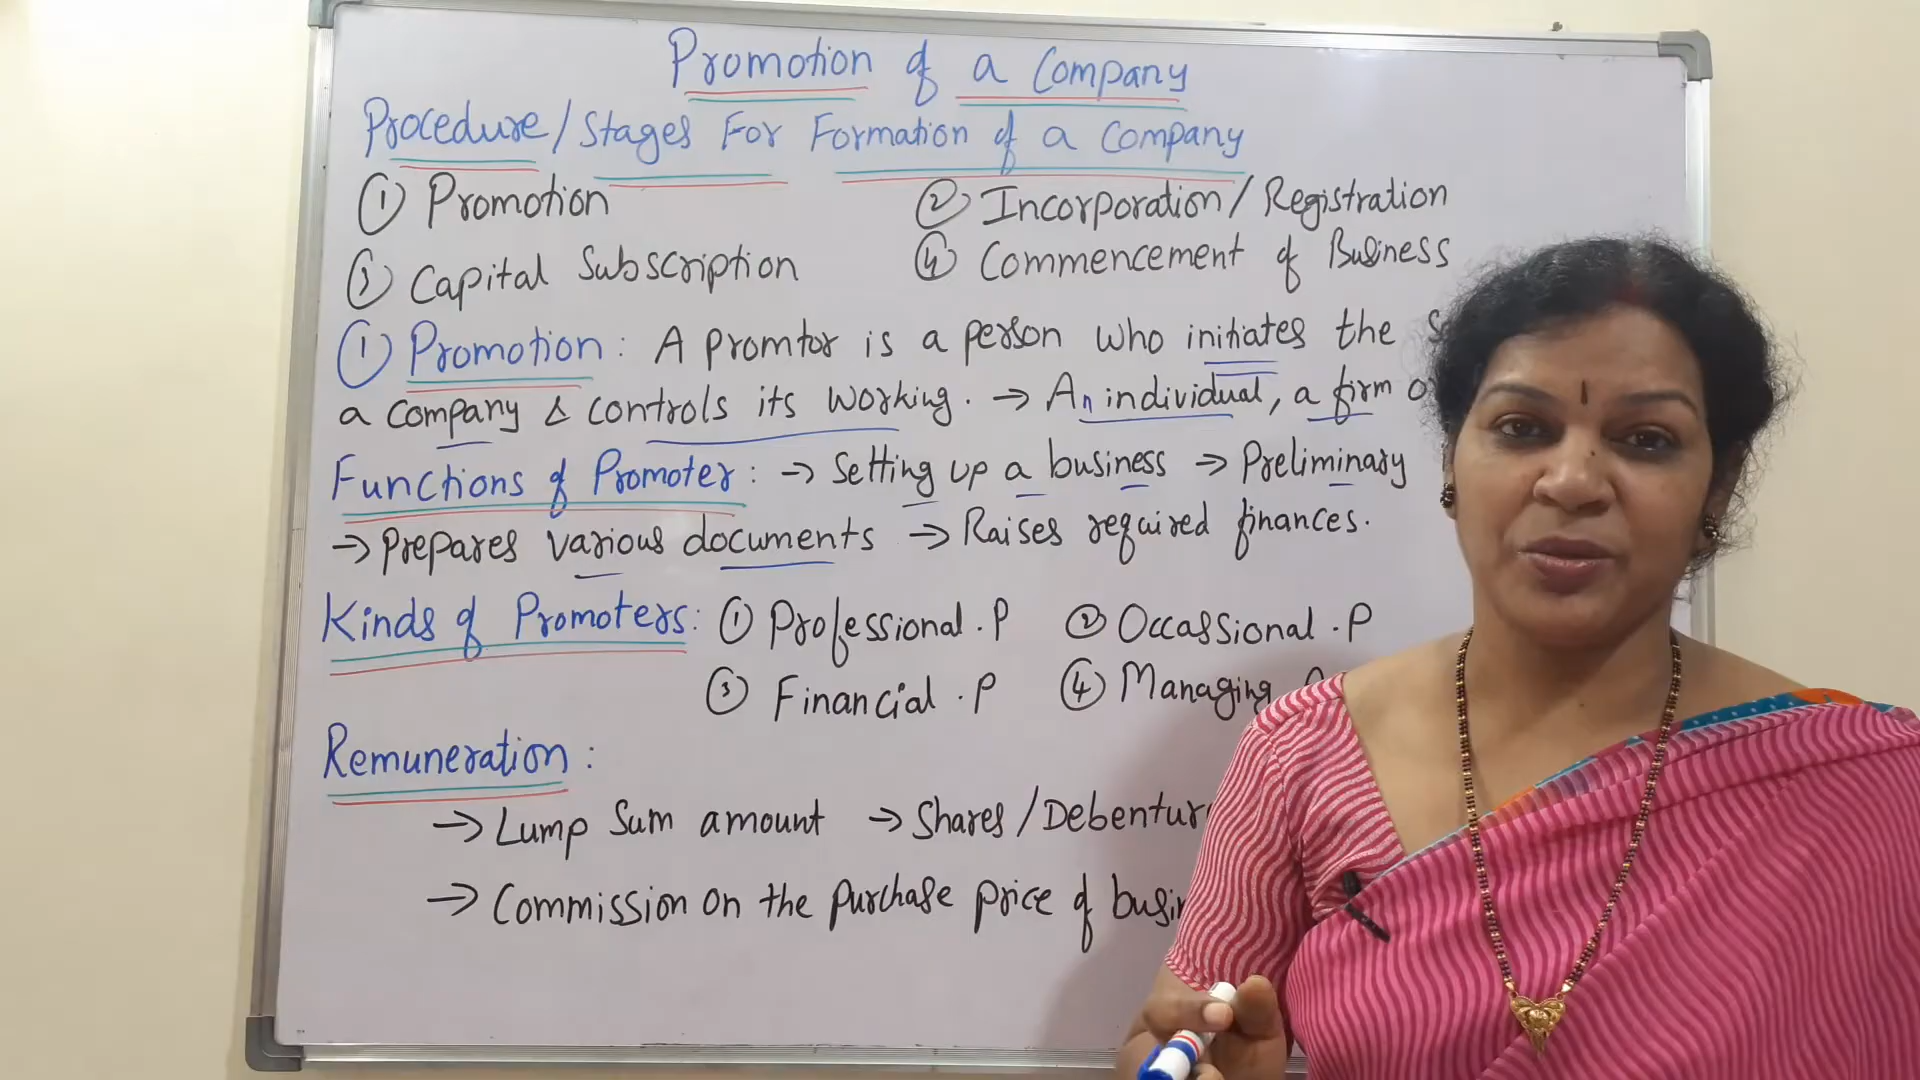 Promotion of a Company
Procedure/Stages For Formation of a Company
① Promotion ② Incorporation/Registration
③ Capital Subscription ④ Commencement of Business
① Promotion: A promtor is a person who initiates the
a company & controls its working. → An individual, a firm
Functions of Promoter: → Setting up a business → Preliminary
→ Prepares various documents → Raises required finances.
Kinds of Promoters: ① Professional.P ② Occassional.P
③ Financial.P ④ Managing
Remuneration:
→ Lump Sum amount → Shares/Debentur
→ Commission on the purchase price of busin